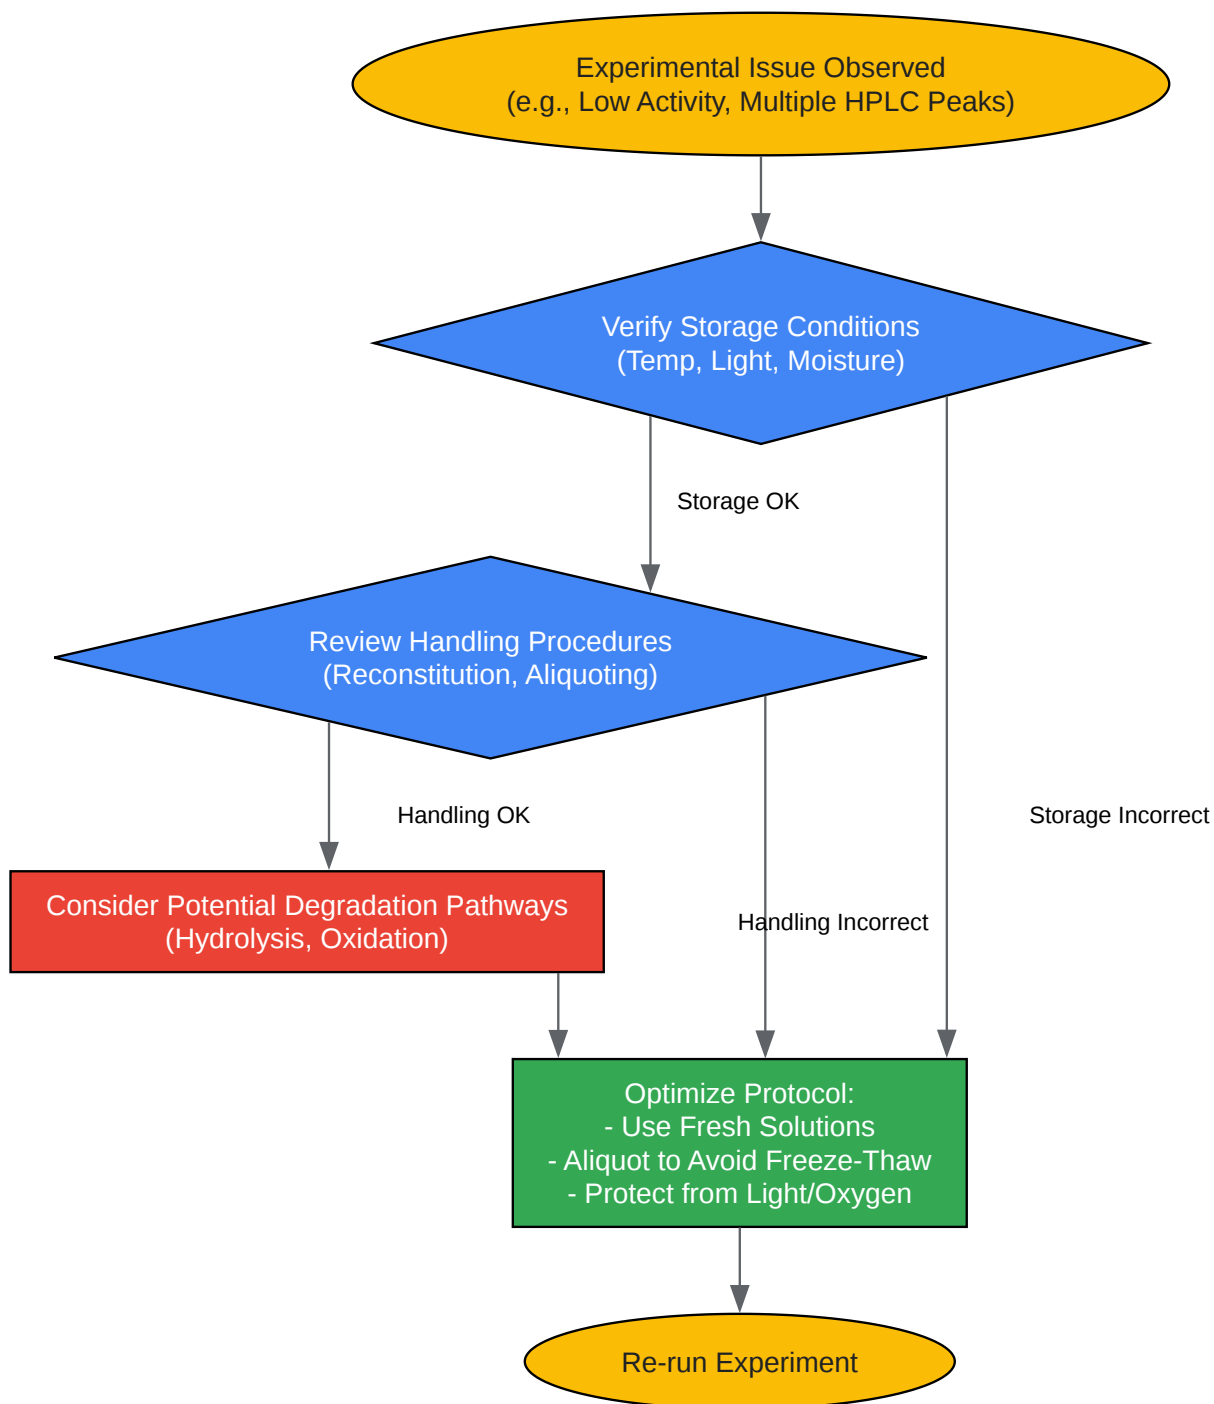 Experimental Issue Observed
(e.g., Low Activity, Multiple HPLC Peaks)
Verify Storage Conditions
(Temp, Light, Moisture)
Storage OK
Review Handling Procedures
(Reconstitution, Aliquoting)
Handling OK
Storage Incorrect
Consider Potential Degradation Pathways
(Hydrolysis, Oxidation)
Handling Incorrect
Optimize Protocol:
- Use Fresh Solutions
- Aliquot to Avoid Freeze-Thaw
- Protect from Light/Oxygen
Re-run Experiment